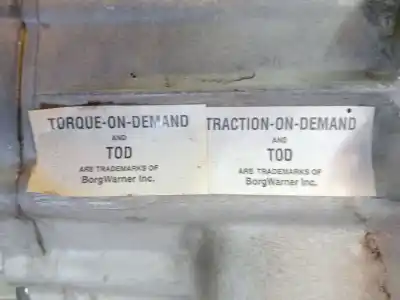 TORQUE-ON-DEMAND
AND
TOD
ARE TRADEMARKS OF
BorgWarner Inc.
TRACTION-ON-DEMAND
AND
TOD
ARE TRADEMARKS OF
BorgWarner Inc.